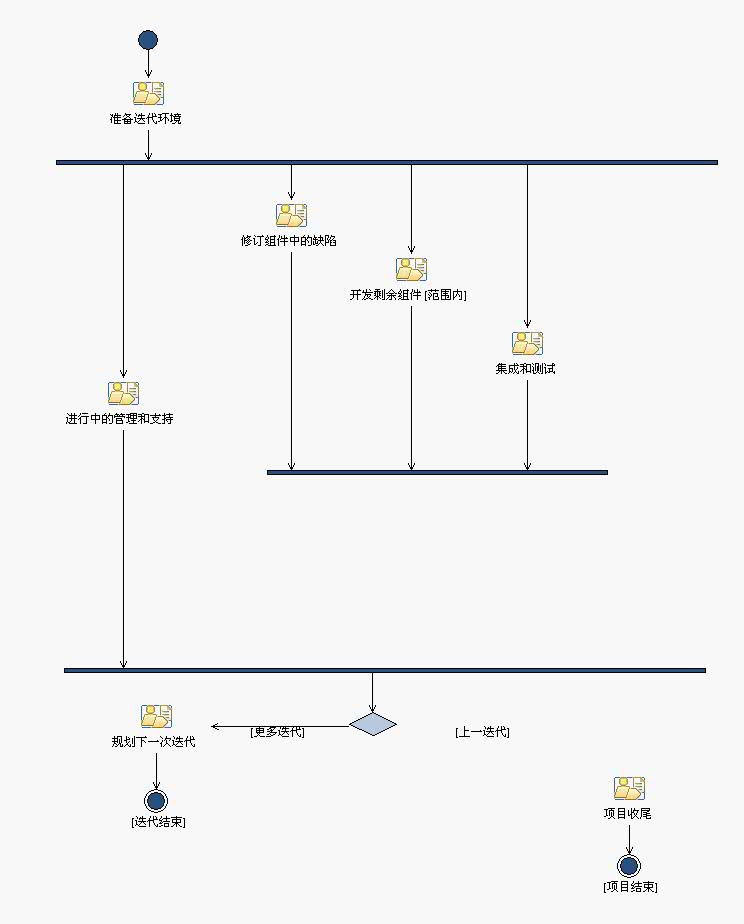 准备迭代环境
修订组件中的缺陷
开发剩余组件 [范围内]
集成和测试
进行中的管理和支持
[更多迭代]
[上一迭代]
规划下一次迭代
项目收尾
[迭代结束]
[项目结束]